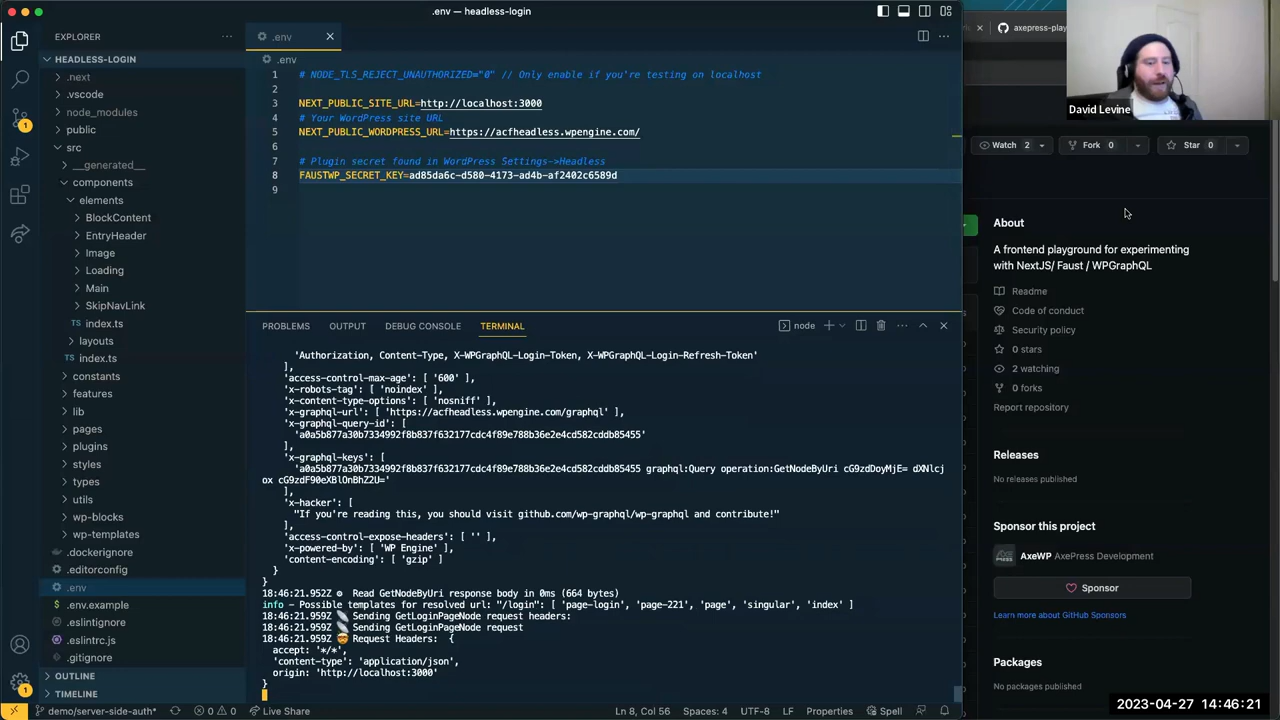 .env — headless-login
EXPLORER
.env
axepress-play
HEADLESS-LOGIN
.env
.next
.vscode
node_modules
public
src
__generated__
components
elements
BlockContent
EntryHeader
Image
Loading
Main
SkipNavLink
index.ts
layouts
index.ts
constants
features
lib
pages
plugins
styles
types
utils
wp-blocks
wp-templates
.dockerignore
.editorconfig
.env
.env.example
.eslintignore
.eslintrc.js
.gitignore
OUTLINE
TIMELINE
1 # NODE_TLS_REJECT_UNAUTHORIZED="0" // Only enable if you're testing on localhost
2
3 NEXT_PUBLIC_SITE_URL=http://localhost:3000
4 # Your WordPress site URL
5 NEXT_PUBLIC_WORDPRESS_URL=https://acfheadless.wpengine.com/
6
7 # Plugin secret found in WordPress Settings->Headless
8 FAUSTWP_SECRET_KEY=ad85da6c-d580-4173-ad4b-af2402c6589d
9
PROBLEMS OUTPUT DEBUG CONSOLE TERMINAL node
'Authorization, Content-Type, X-WPGraphQL-Login-Token, X-WPGraphQL-Login-Refresh-Token'
],
'access-control-max-age': [ '600' ],
'x-robots-tag': [ 'noindex' ],
'x-content-type-options': [ 'nosniff' ],
'x-graphql-url': [ 'https://acfheadless.wpengine.com/graphql' ],
'x-graphql-query-id': [
'a0a5b877a30b7334992f8b837f632177cdc4f89e788b36e2e4cd582cddb85455'
],
'x-graphql-keys': [
'a0a5b877a30b7334992f8b837f632177cdc4f89e788b36e2e4cd582cddb85455 graphql:Query operation:GetNodeByUri cG9zdDoyMjE= dXNlcj
ox cG9zdF90eXBlOnBhZ2U='
],
'x-hacker': [
"If you're reading this, you should visit github.com/wp-graphql/wp-graphql and contribute!"
],
'access-control-expose-headers': [ '' ],
'x-powered-by': [ 'WP Engine' ],
'content-encoding': [ 'gzip' ]
}
}
18:46:21.952Z Read GetNodeByUri response body in 0ms (664 bytes)
info - Possible templates for resolved url: "/login": [ 'page-login', 'page-221', 'page', 'singular', 'index' ]
18:46:21.959Z Sending GetLoginPageNode request headers:
18:46:21.959Z Sending GetLoginPageNode request
18:46:21.959Z Request Headers: {
accept: '*/*',
'content-type': 'application/json',
origin: 'http://localhost:3000'
}
demo/server-side-auth* 0 0 Live Share Ln 8, Col 56 Spaces: 4 UTF-8 LF Properties Spell
David Levine
Watch 2 Fork 0 Star 0
About
A frontend playground for experimenting
with NextJS/ Faust / WPGraphQL
Readme
Code of conduct
Security policy
0 stars
2 watching
0 forks
Report repository
Releases
No releases published
Sponsor this project
AxeWP AxePress Development
Sponsor
Learn more about GitHub Sponsors
Packages
No packages published
2023-04-27 14:46:21